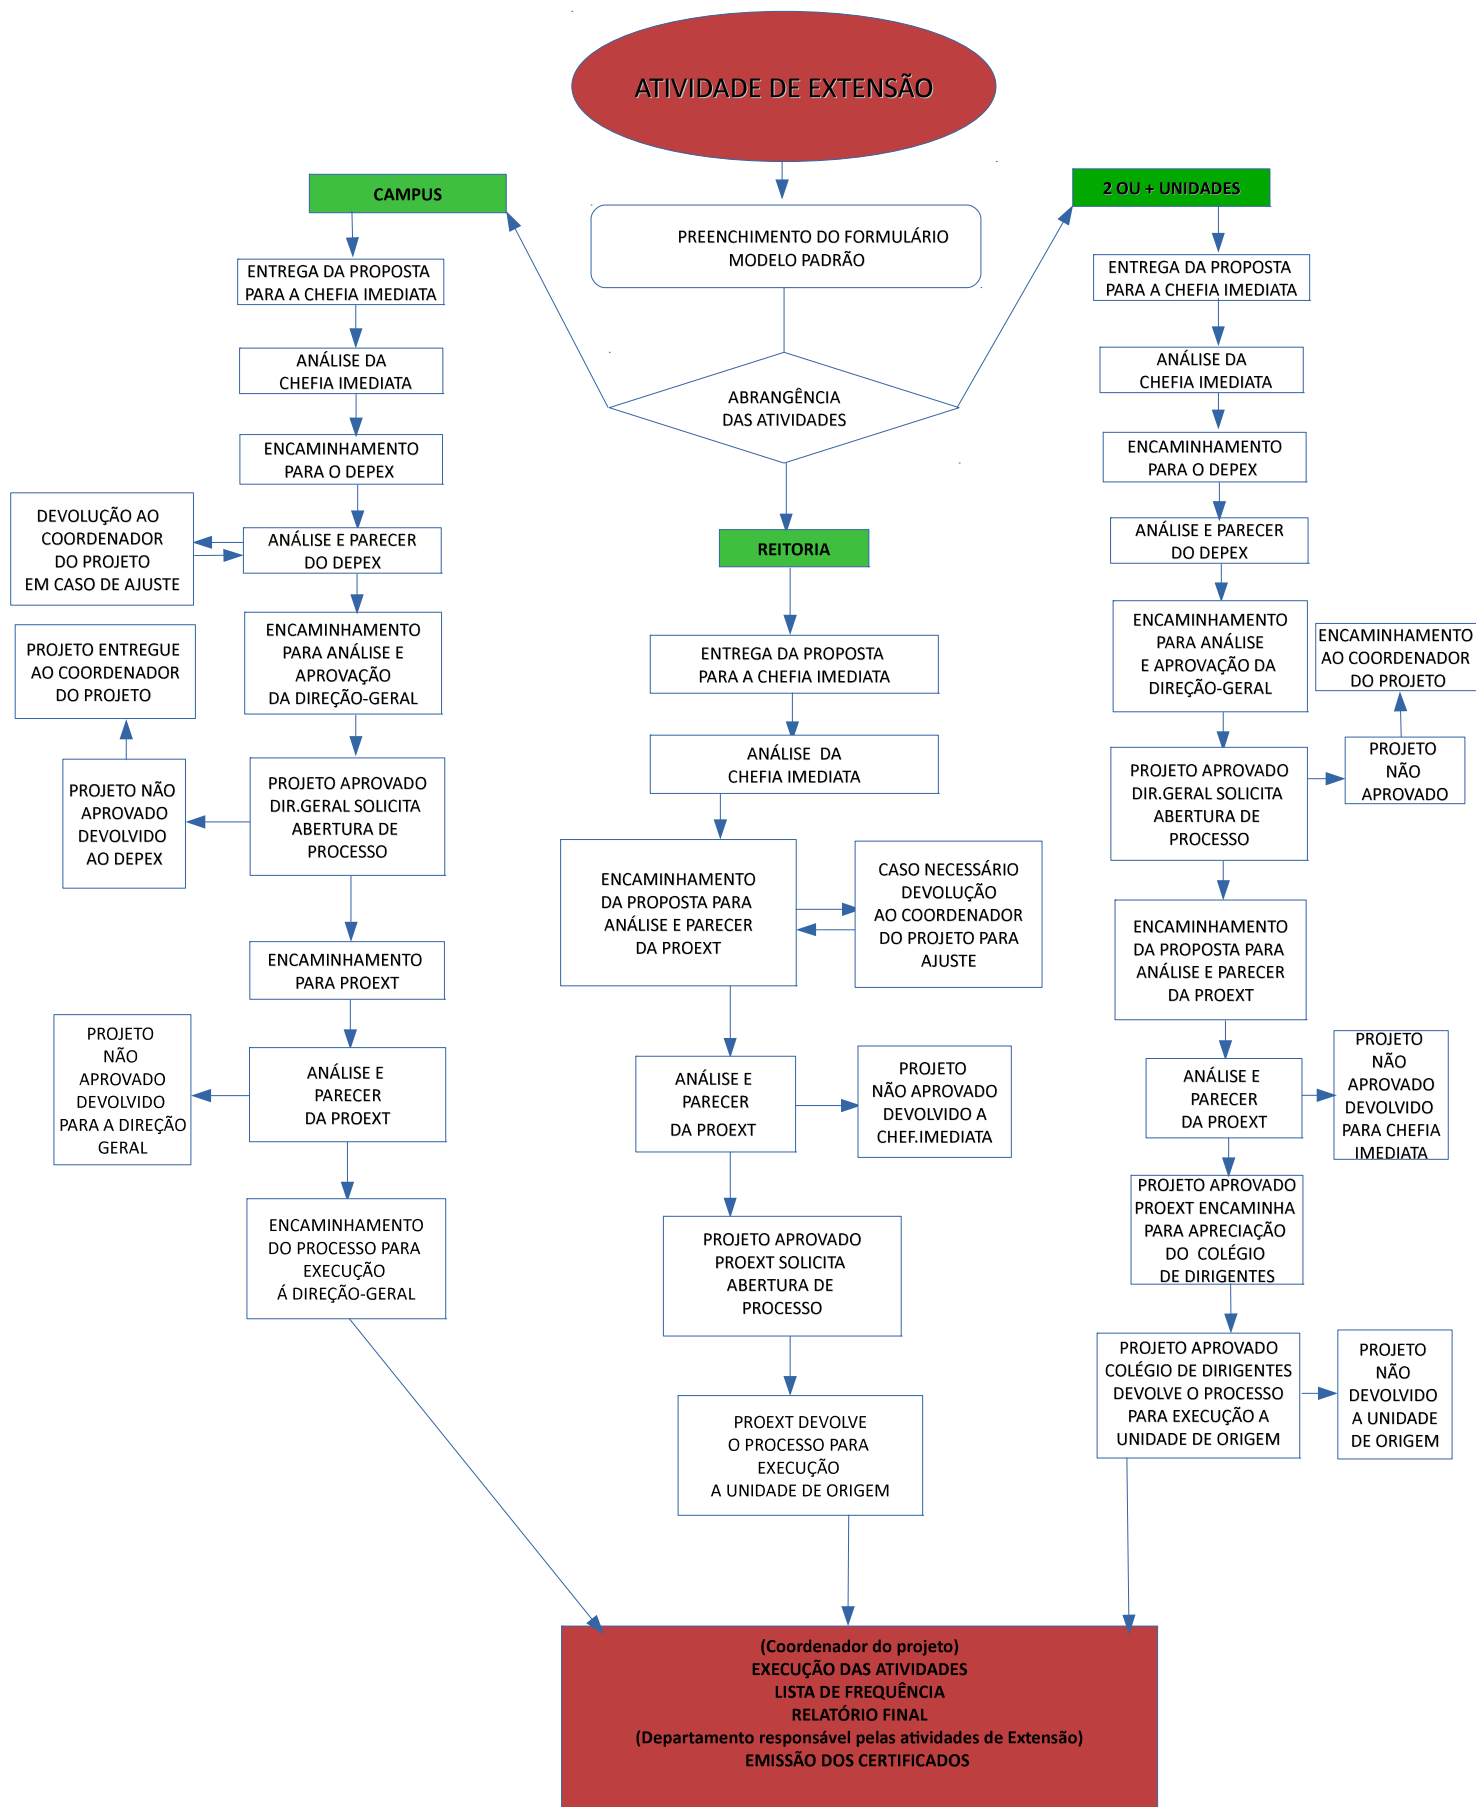 ATIVIDADE DE EXTENSÃO
PREENCHIMENTO DO FORMULÁRIO
MODELO PADRÃO
ABRANGÊNCIA
DAS ATIVIDADES
CAMPUS
ENTREGA DA PROPOSTA
PARA A CHEFIA IMEDIATA
ANÁLISE DA
CHEFIA IMEDIATA
ENCAMINHAMENTO
PARA O DEPEX
ANÁLISE E PARECER
DO DEPEX
DEVOLUÇÃO AO
COORDENADOR
DO PROJETO
EM CASO DE AJUSTE
ENCAMINHAMENTO
PARA ANÁLISE E
APROVAÇÃO
DA DIREÇÃO-GERAL
PROJETO APROVADO
DIR.GERAL SOLICITA
ABERTURA DE
PROCESSO
PROJETO NÃO
APROVADO
DEVOLVIDO
AO DEPEX
PROJETO ENTREGUE
AO COORDENADOR
DO PROJETO
ENCAMINHAMENTO
PARA PROEXT
ANÁLISE E
PARECER
DA PROEXT
PROJETO
NÃO
APROVADO
DEVOLVIDO
PARA A DIREÇÃO
GERAL
ENCAMINHAMENTO
DO PROCESSO PARA
EXECUÇÃO
Á DIREÇÃO-GERAL
REITORIA
ENTREGA DA PROPOSTA
PARA A CHEFIA IMEDIATA
ANÁLISE DA
CHEFIA IMEDIATA
ENCAMINHAMENTO
DA PROPOSTA PARA
ANÁLISE E PARECER
DA PROEXT
CASO NECESSÁRIO
DEVOLUÇÃO
AO COORDENADOR
DO PROJETO PARA
AJUSTE
ANÁLISE E
PARECER
DA PROEXT
PROJETO
NÃO APROVADO
DEVOLVIDO A
CHEF.IMEDIATA
PROJETO APROVADO
PROEXT SOLICITA
ABERTURA DE
PROCESSO
PROEXT DEVOLVE
O PROCESSO PARA
EXECUÇÃO
A UNIDADE DE ORIGEM
2 OU + UNIDADES
ENTREGA DA PROPOSTA
PARA A CHEFIA IMEDIATA
ANÁLISE DA
CHEFIA IMEDIATA
ENCAMINHAMENTO
PARA O DEPEX
ANÁLISE E PARECER
DO DEPEX
ENCAMINHAMENTO
PARA ANÁLISE
E APROVAÇÃO DA
DIREÇÃO-GERAL
PROJETO APROVADO
DIR.GERAL SOLICITA
ABERTURA DE
PROCESSO
PROJETO
NÃO
APROVADO
ENCAMINHAMENTO
AO COORDENADOR
DO PROJETO
ENCAMINHAMENTO
DA PROPOSTA PARA
ANÁLISE E PARECER
DA PROEXT
ANÁLISE E
PARECER
DA PROEXT
PROJETO
NÃO
APROVADO
DEVOLVIDO
PARA CHEFIA
IMEDIATA
PROJETO APROVADO
PROEXT ENCAMINHA
PARA APRECIAÇÃO
DO COLÉGIO
DE DIRIGENTES
PROJETO APROVADO
COLÉGIO DE DIRIGENTES
DEVOLVE O PROCESSO
PARA EXECUÇÃO A
UNIDADE DE ORIGEM
PROJETO
NÃO
DEVOLVIDO
A UNIDADE
DE ORIGEM
(Coordenador do projeto)
EXECUÇÃO DAS ATIVIDADES
LISTA DE FREQUÊNCIA
RELATÓRIO FINAL
(Departamento responsável pelas atividades de Extensão)
EMISSÃO DOS CERTIFICADOS